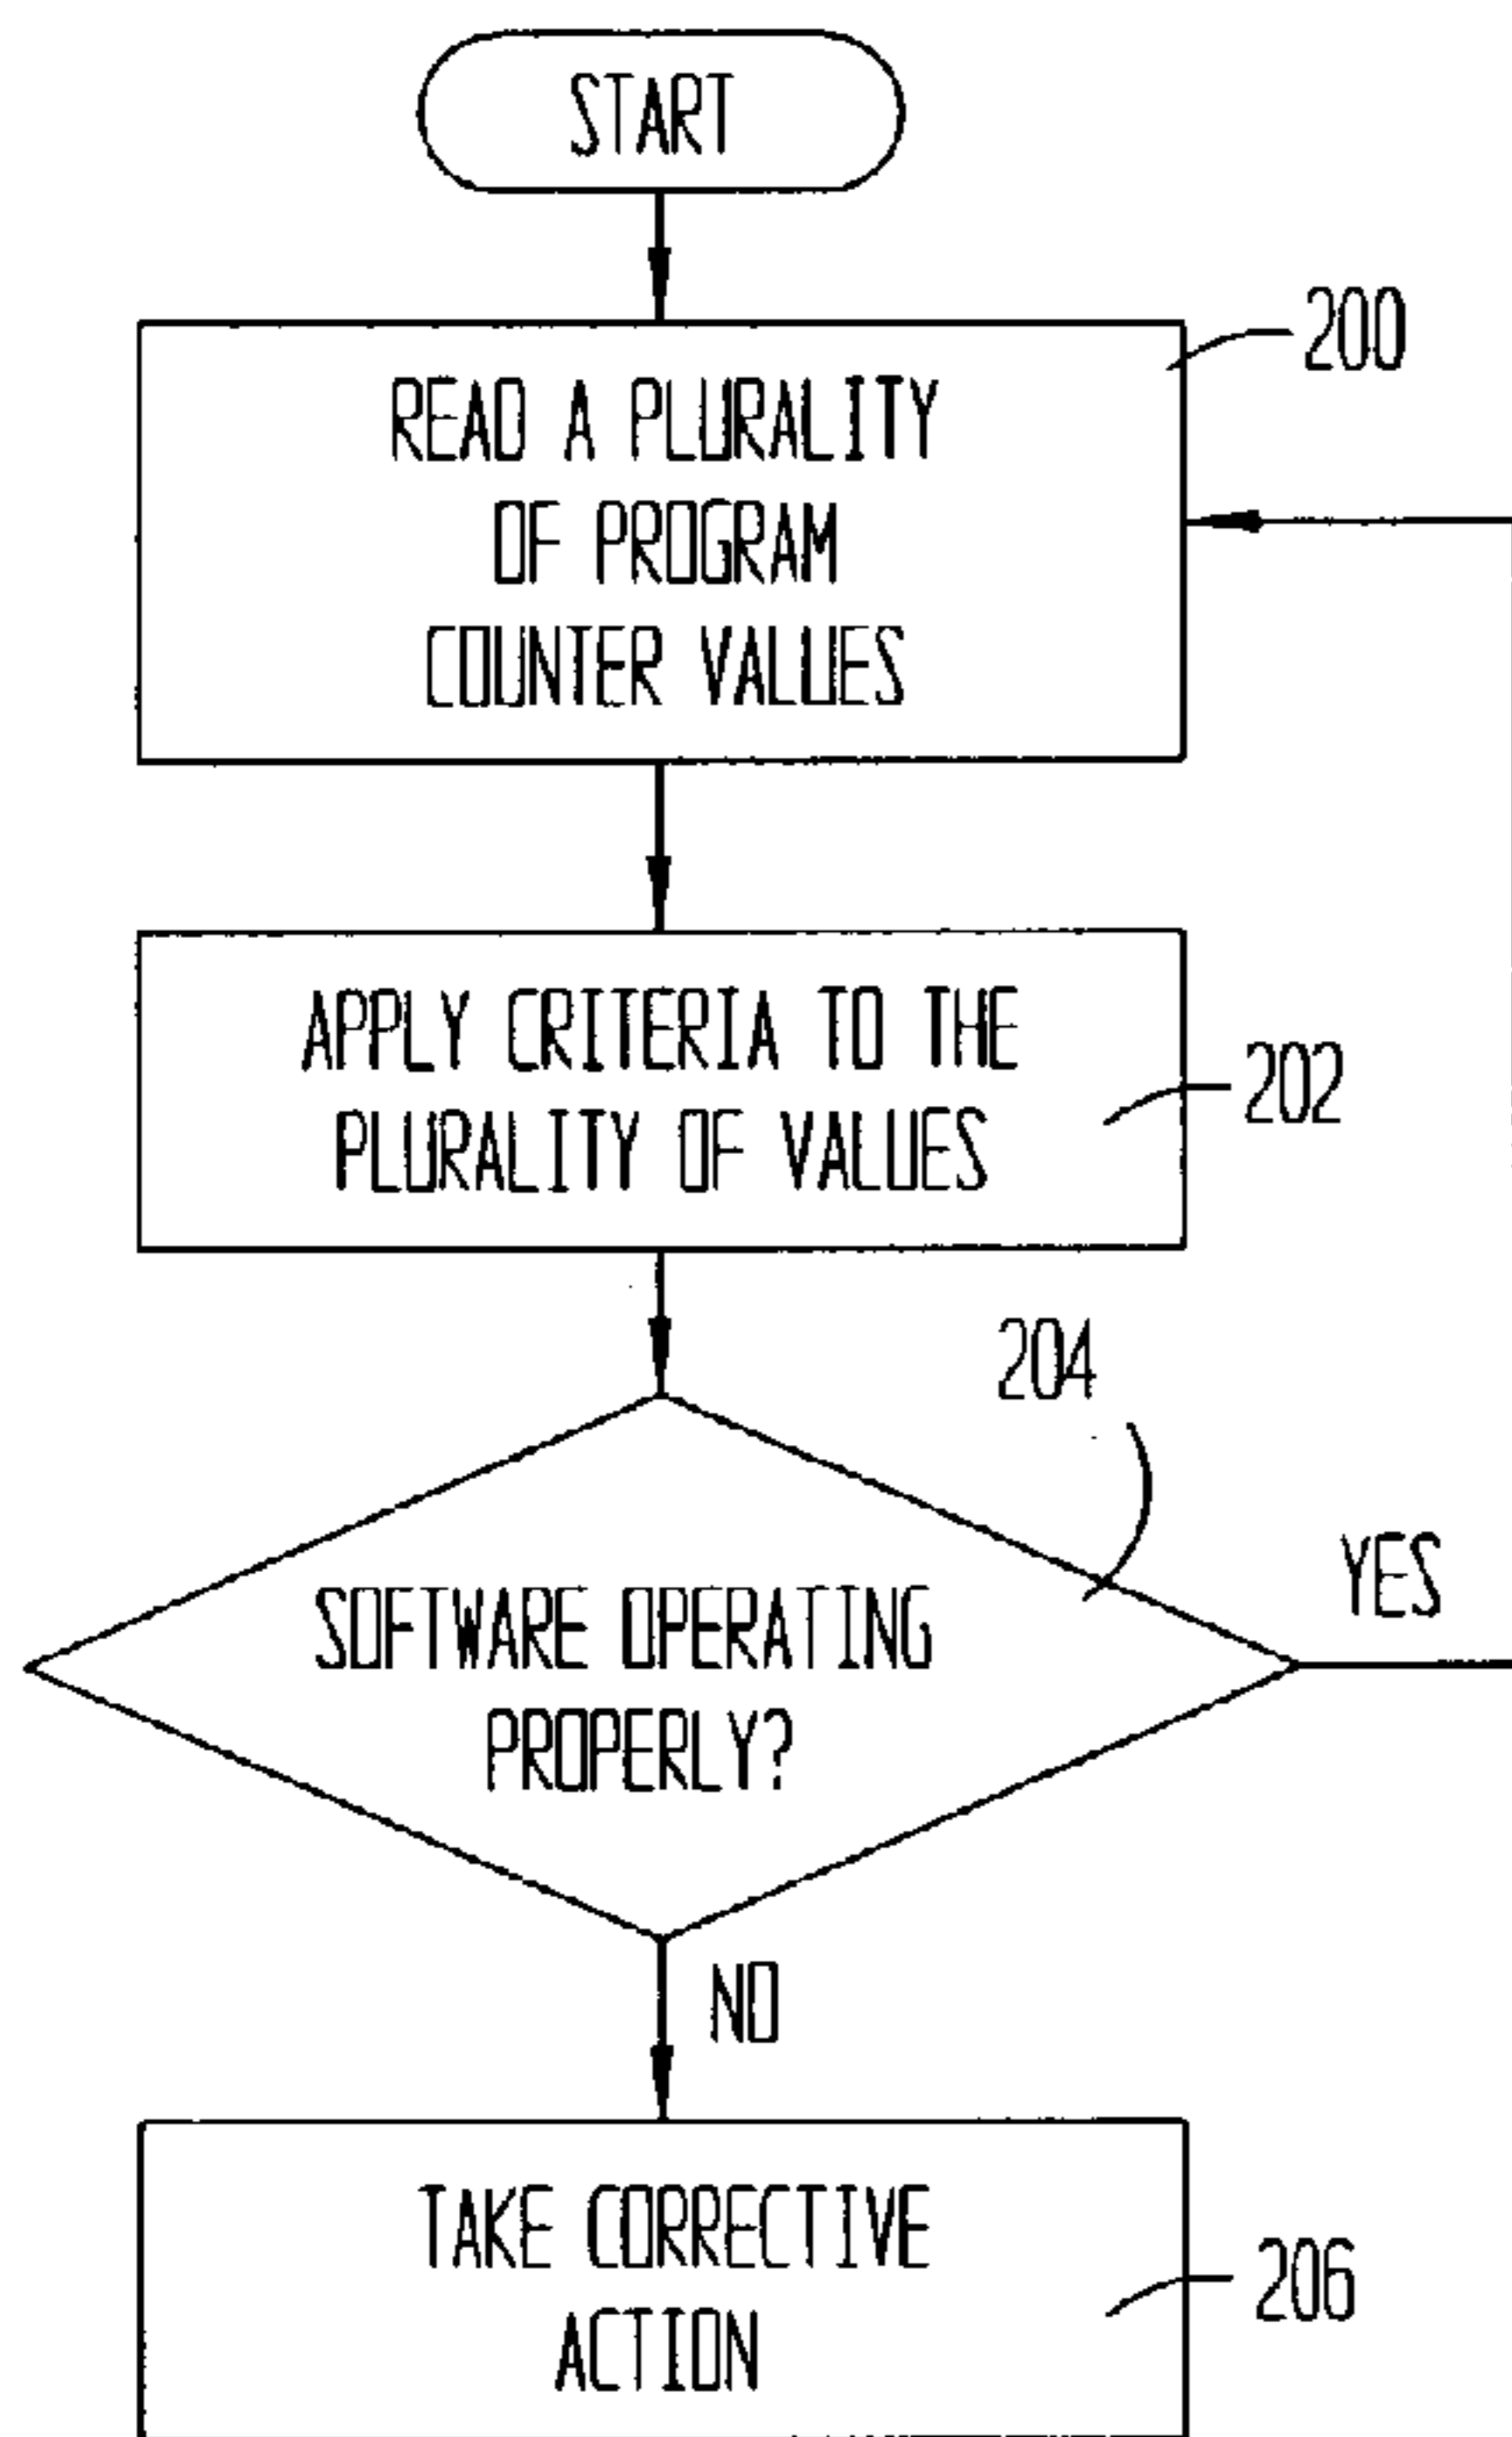 START
200
READ A PLURALITY
OF PROGRAM
COUNTER VALUES
APPLY CRITERIA TO THE
PLURALITY OF VALUES
202
204
YES
SOFTWARE OPERATING
PROPERLY?
NO
TAKE CORRECTIVE
ACTION
206